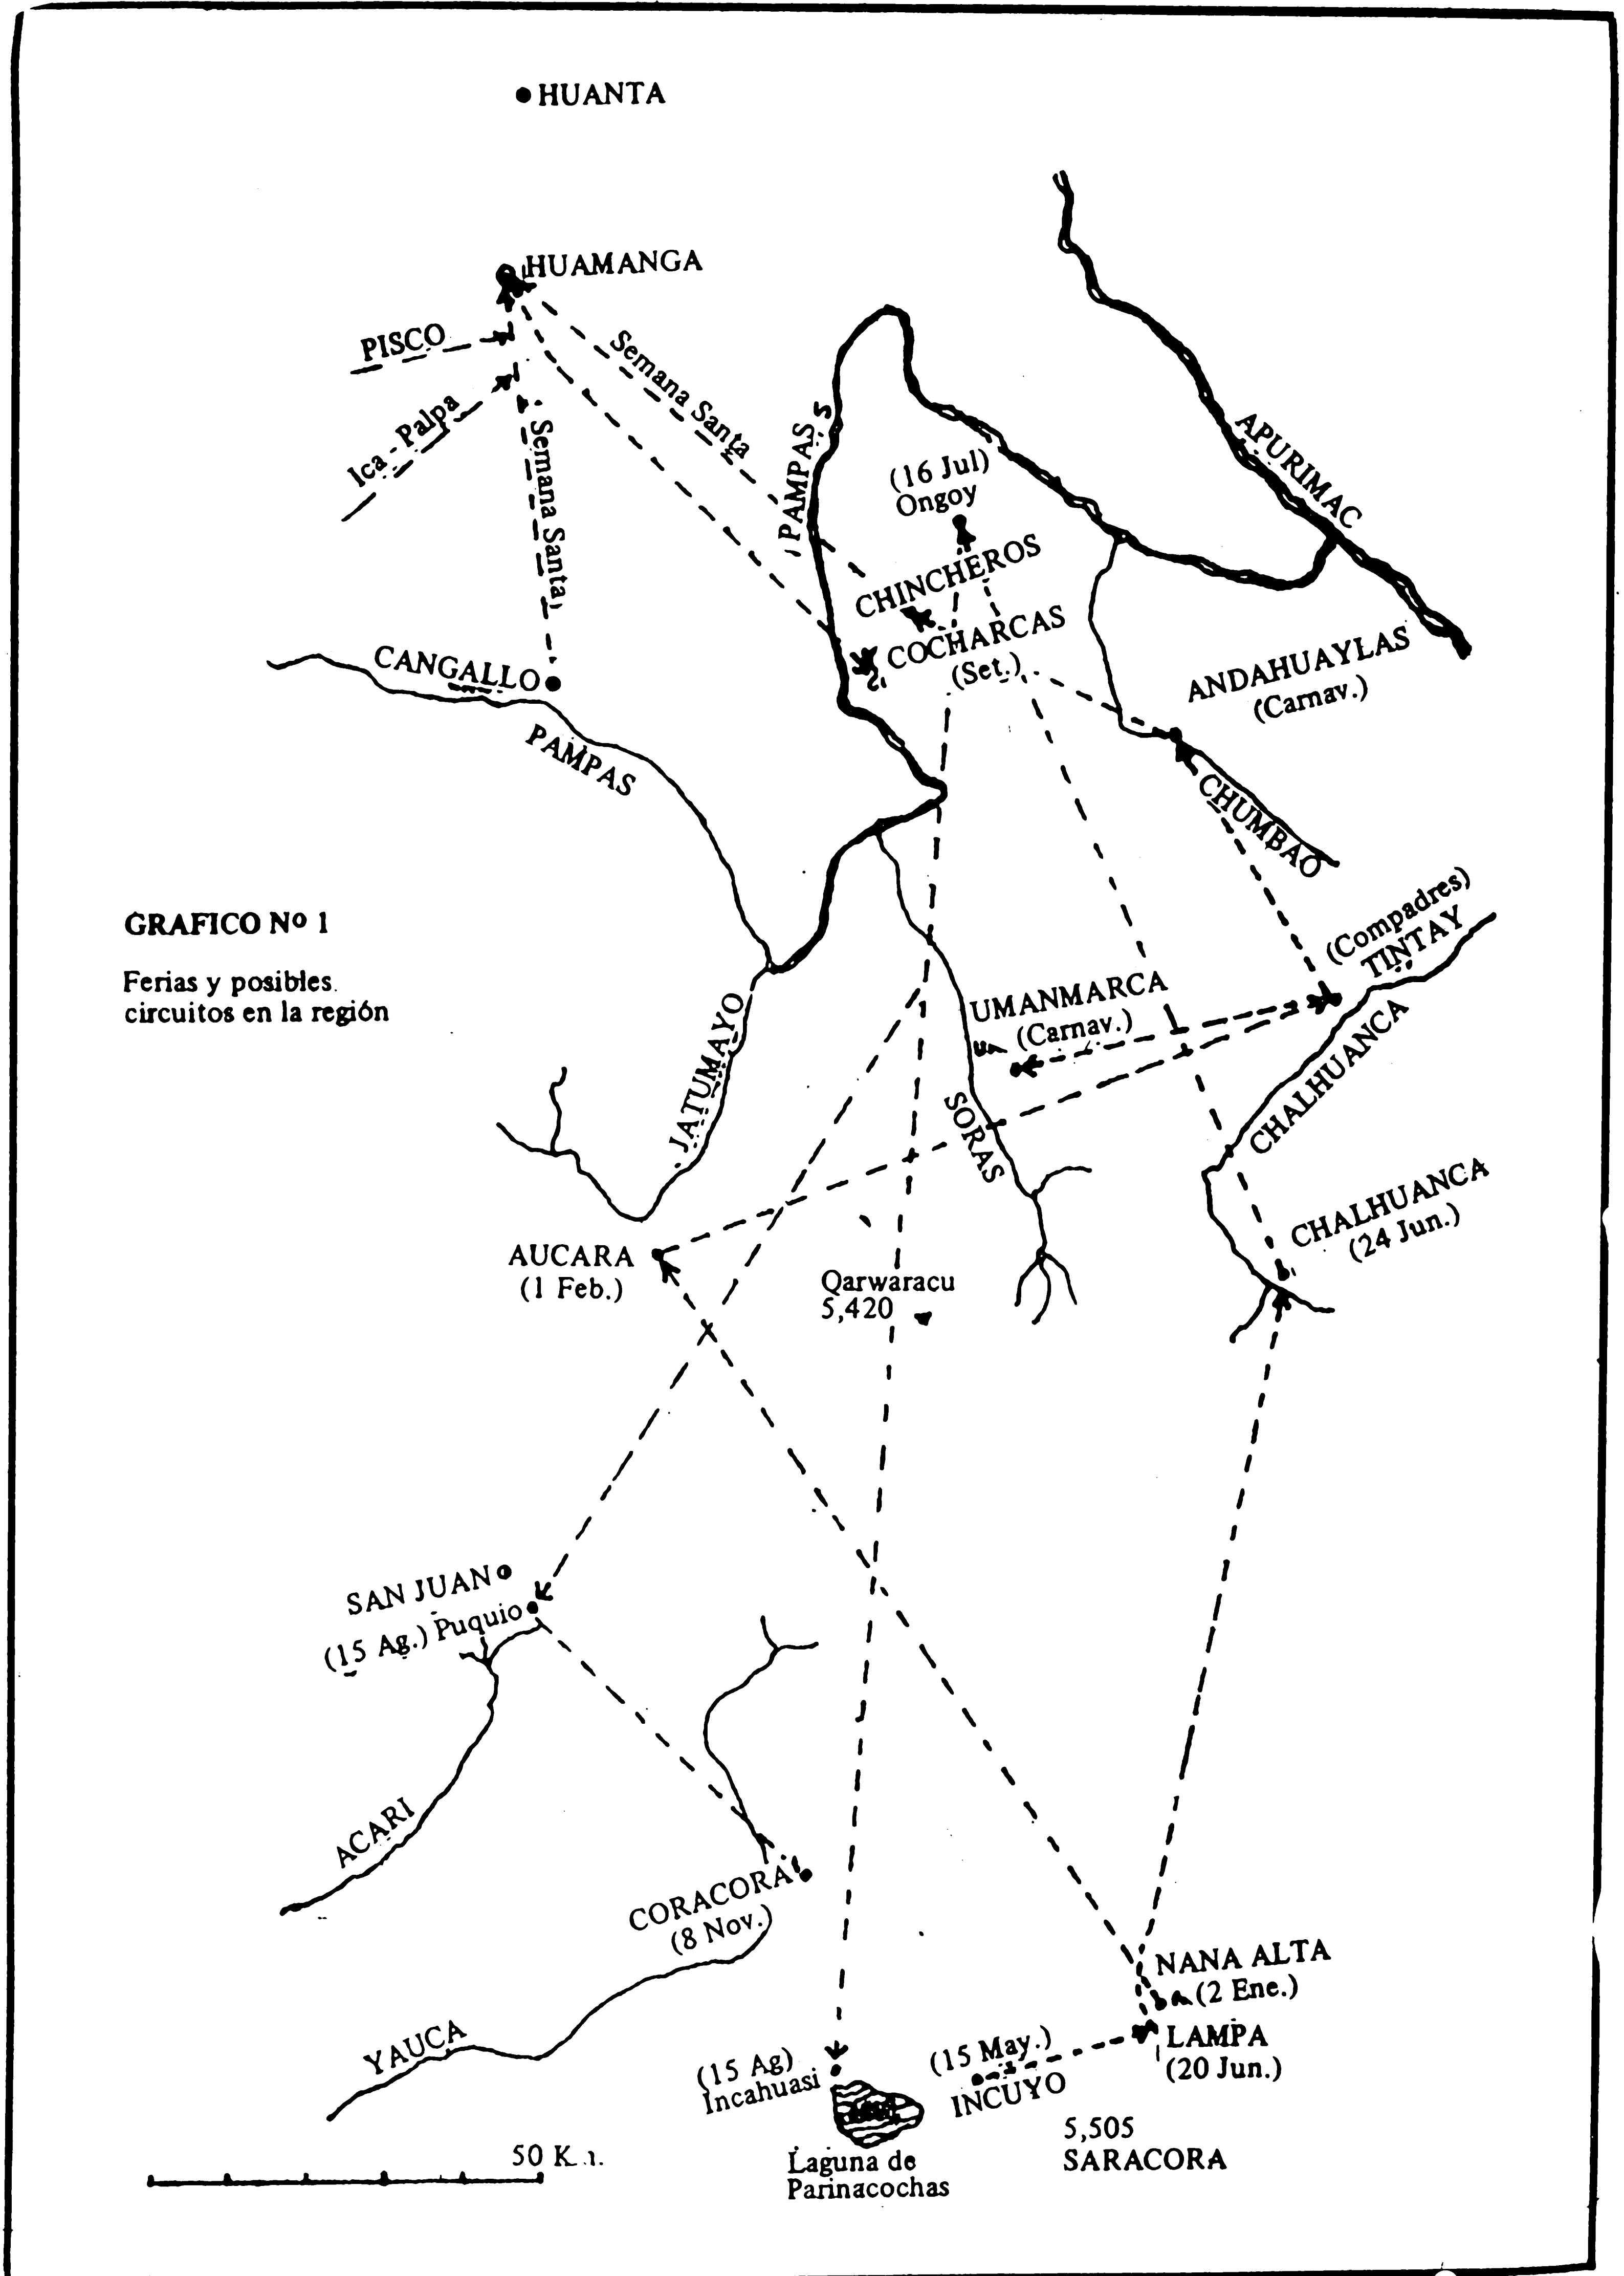 HUANTA
HUAMANGA
PISCO
Semana Santa
Ica - Palpa
Semana Santa
PAMPAS
(16 Jul)
Ongoy
APURIMAC
CHINCHEROS
COCHARCAS
(Set.)
CANGALLO
ANDAHUAYLAS
(Carnav.)
PAMPAS
CHUMBAO
GRAFICO Nº 1
Ferias y posibles
circuitos en la región
(Compadres)
TINTAY
UMANMARCA
(Carnav.)
JATUMAYO
CHALHUANCA
SORAS
CHALHUANCA
(24 Jun.)
AUCARA
(1 Feb.)
Qarwaracu
5,420
SAN JUAN
(15 Ag.) Puquio
ACARI
CORACORA
(8 Nov.)
NANA ALTA
(2 Ene.)
YAUCA
LAMPA
(20 Jun.)
(15 May.)
INCUYO
(15 Ag)
Incahuasi
5,505
SARACORA
50 K
Laguna de
Parinacochas